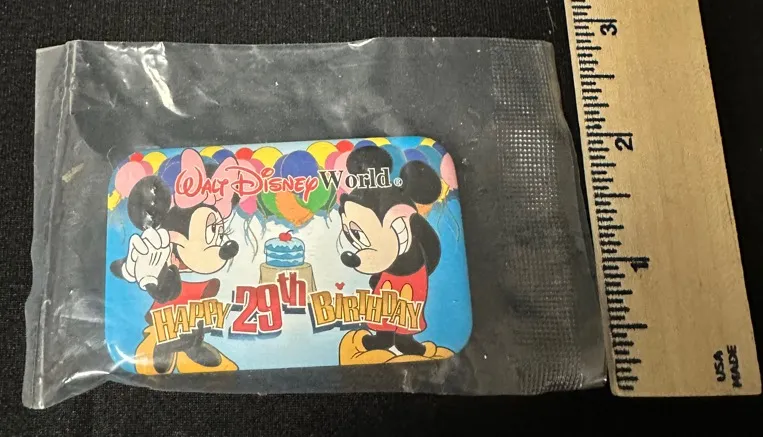 WALT DISNEY World®
HAPPY 29th BIRTHDAY
3
2
1
USA
MADE